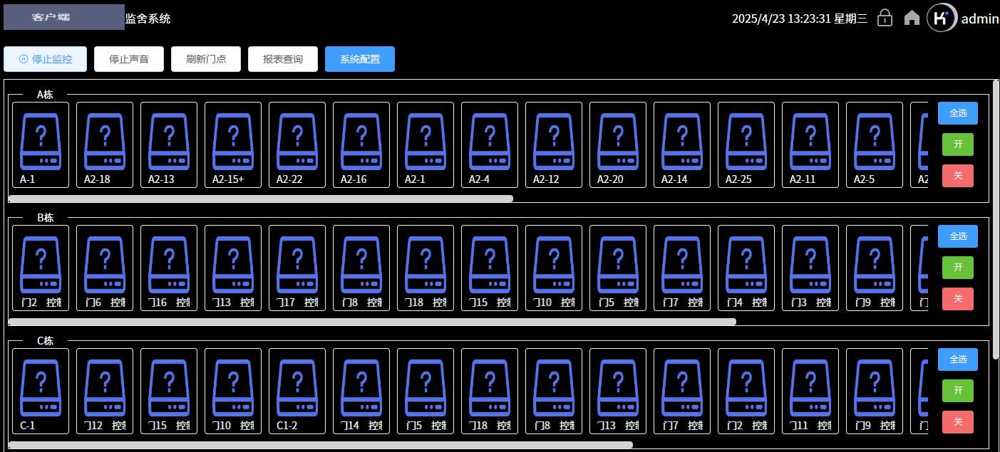 客户端 监舍系统 2025/4/23 13:23:31 星期三 admin
停止监控 停止声音 刷新门点 报表查询 系统配置
A栋
? ? ? ? ? ? ? ? ? ? ? ? ? ? 全选
开
A-1 A2-18 A2-13 A2-15+ A2-22 A2-16 A2-1 A2-4 A2-12 A2-20 A2-14 A2-25 A2-11 A2-5 A2
关
B栋
? ? ? ? ? ? ? ? ? ? ? ? ? ? 全选
开
门2 控制 门6 控制 门16 控制 门13 控制 门17 控制 门8 控制 门18 控制 门15 控制 门10 控制 门5 控制 门7 控制 门4 控制 门3 控制 门9 控制 门
关
C栋
? ? ? ? ? ? ? ? ? ? ? ? ? ? 全选
开
C-1 门12 控制 门15 控制 门10 控制 C1-2 门14 控制 门5 控制 门18 控制 门8 控制 门13 控制 门7 控制 门2 控制 门11 控制 门9 控制 门
关